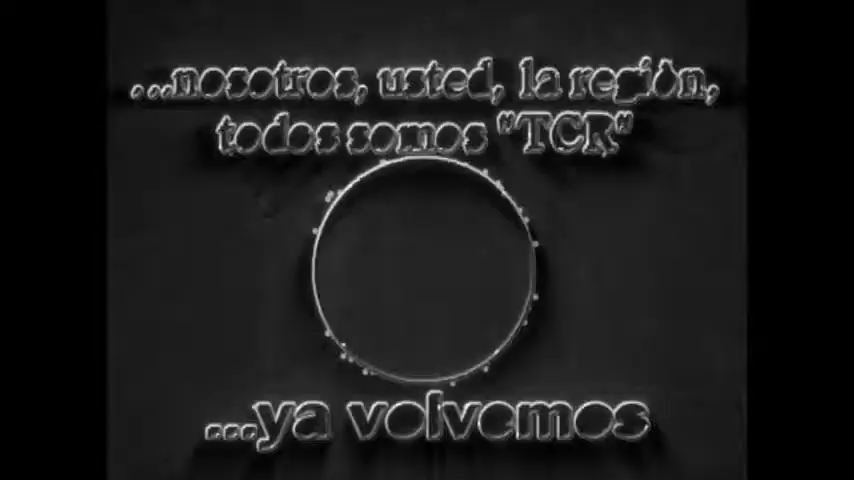 ...nosotros, usted, la región,
todos somos "TCR"
...ya volvemos